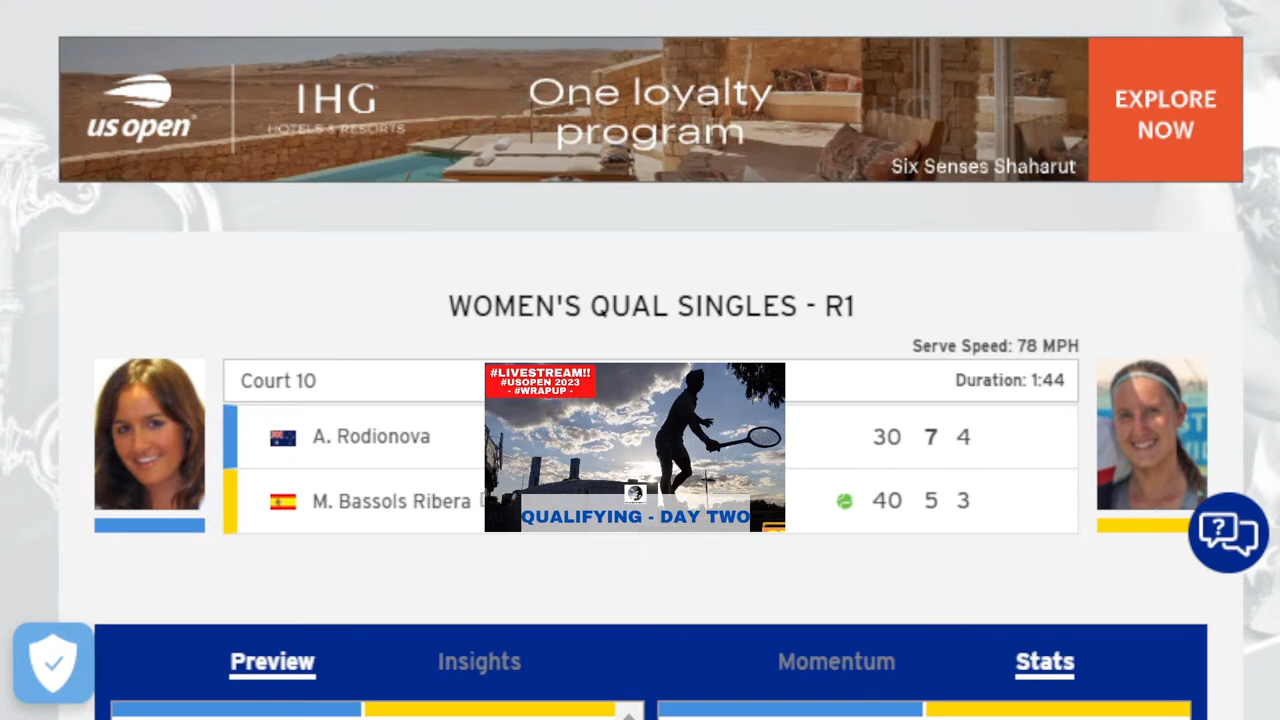 us open
IHG
HOTELS & RESORTS
One loyalty
program
Six Senses Shaharut
EXPLORE
NOW
WOMEN'S QUAL SINGLES - R1
Serve Speed: 78 MPH
Court 10
Duration: 1:44
A. Rodionova
30 7 4
M. Bassols Ribera
40 5 3
#LIVESTREAM!!
#USOPEN 2023
- #WRAPUP -
QUALIFYING - DAY TWO
Preview
Insights
Momentum
Stats